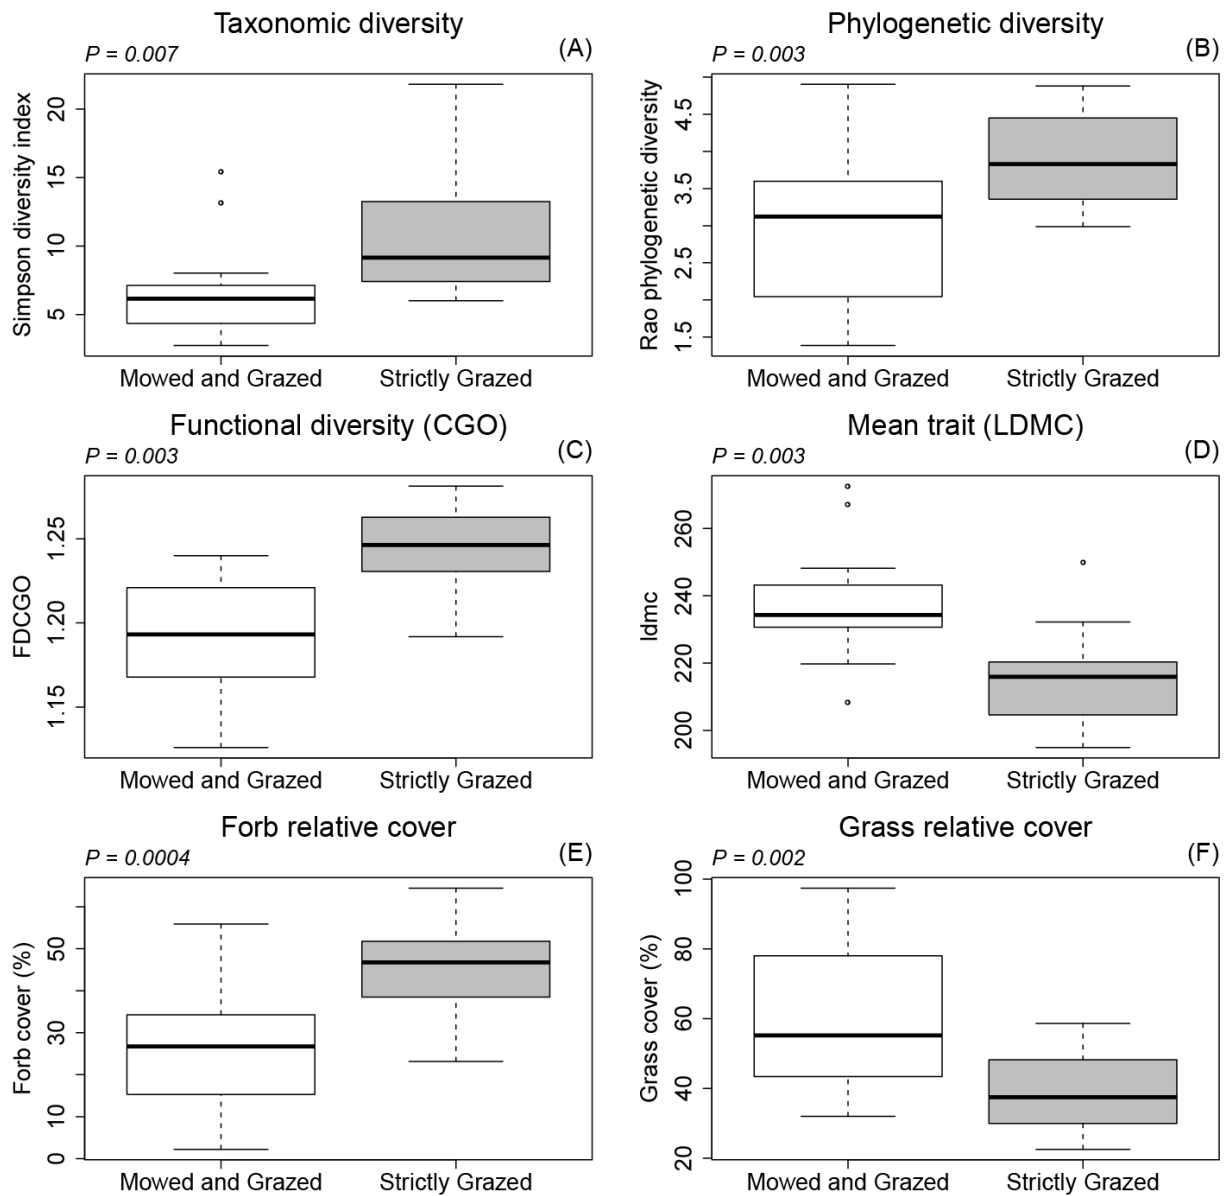 Taxonomic diversity
P = 0.007
(A)
Simpson diversity index
20
15
10
5
Mowed and Grazed
Strictly Grazed
Phylogenetic diversity
P = 0.003
(B)
Rao phylogenetic diversity
4.5
3.5
2.5
1.5
Mowed and Grazed
Strictly Grazed
Functional diversity (CGO)
P = 0.003
(C)
FDCGO
1.25
1.20
1.15
Mowed and Grazed
Strictly Grazed
Mean trait (LDMC)
P = 0.003
(D)
ldmc
260
240
220
200
Mowed and Grazed
Strictly Grazed
Forb relative cover
P = 0.0004
(E)
Forb cover (%)
50
30
10
0
Mowed and Grazed
Strictly Grazed
Grass relative cover
P = 0.002
(F)
Grass cover (%)
100
80
60
40
20
Mowed and Grazed
Strictly Grazed